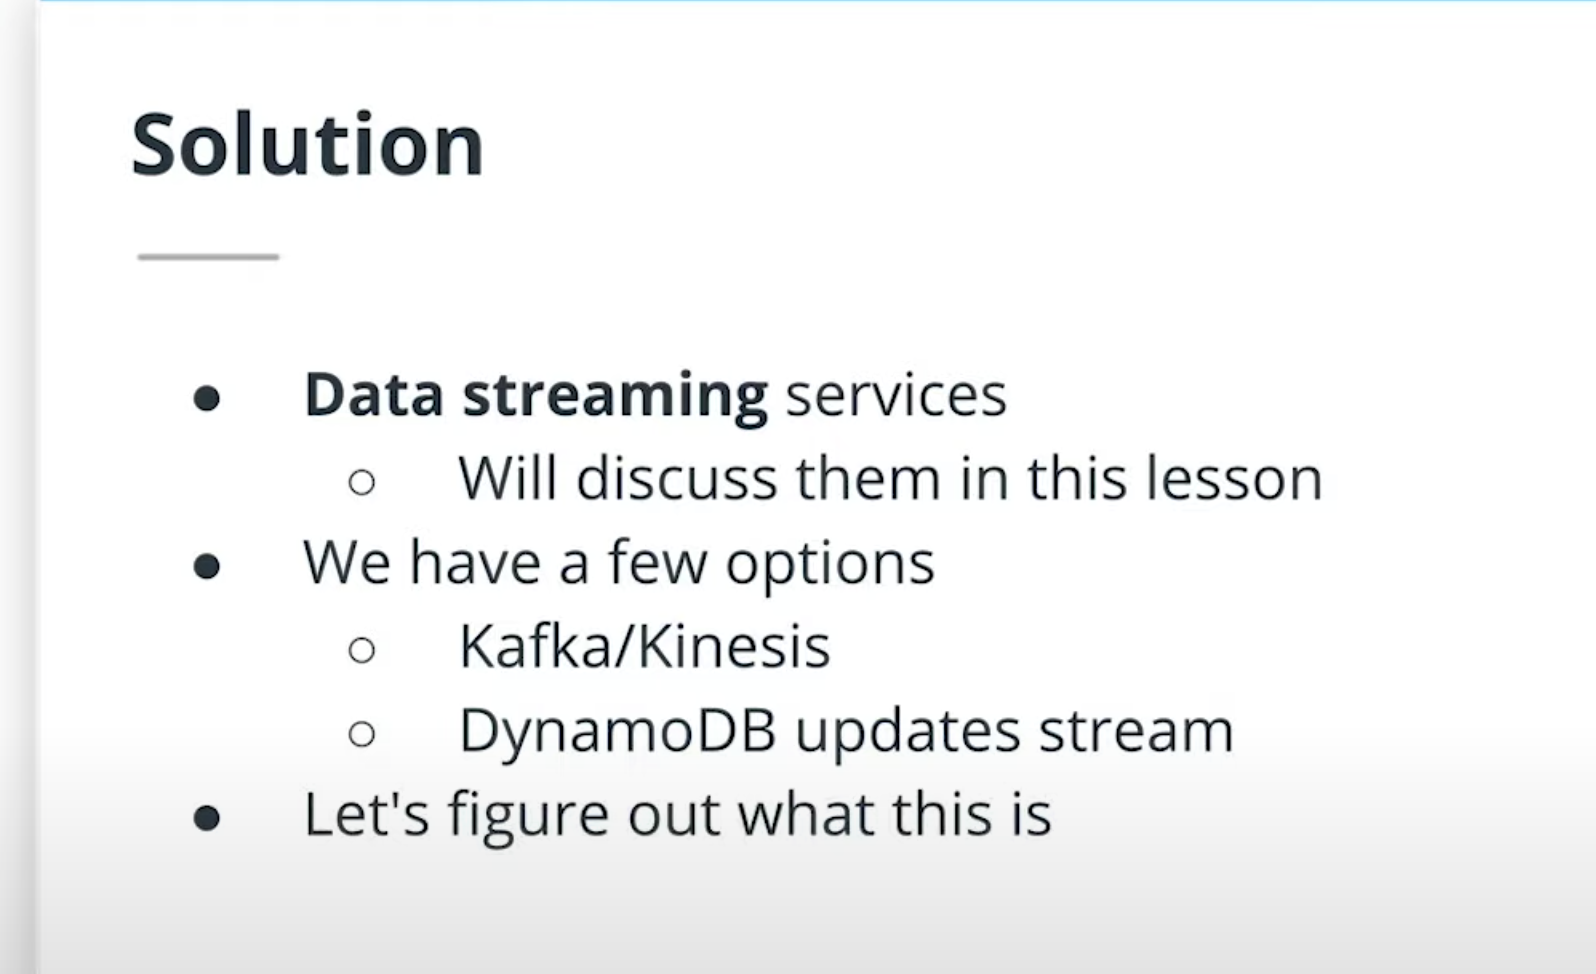 Solution
● Data streaming services
○ Will discuss them in this lesson
● We have a few options
○ Kafka/Kinesis
○ DynamoDB updates stream
● Let's figure out what this is